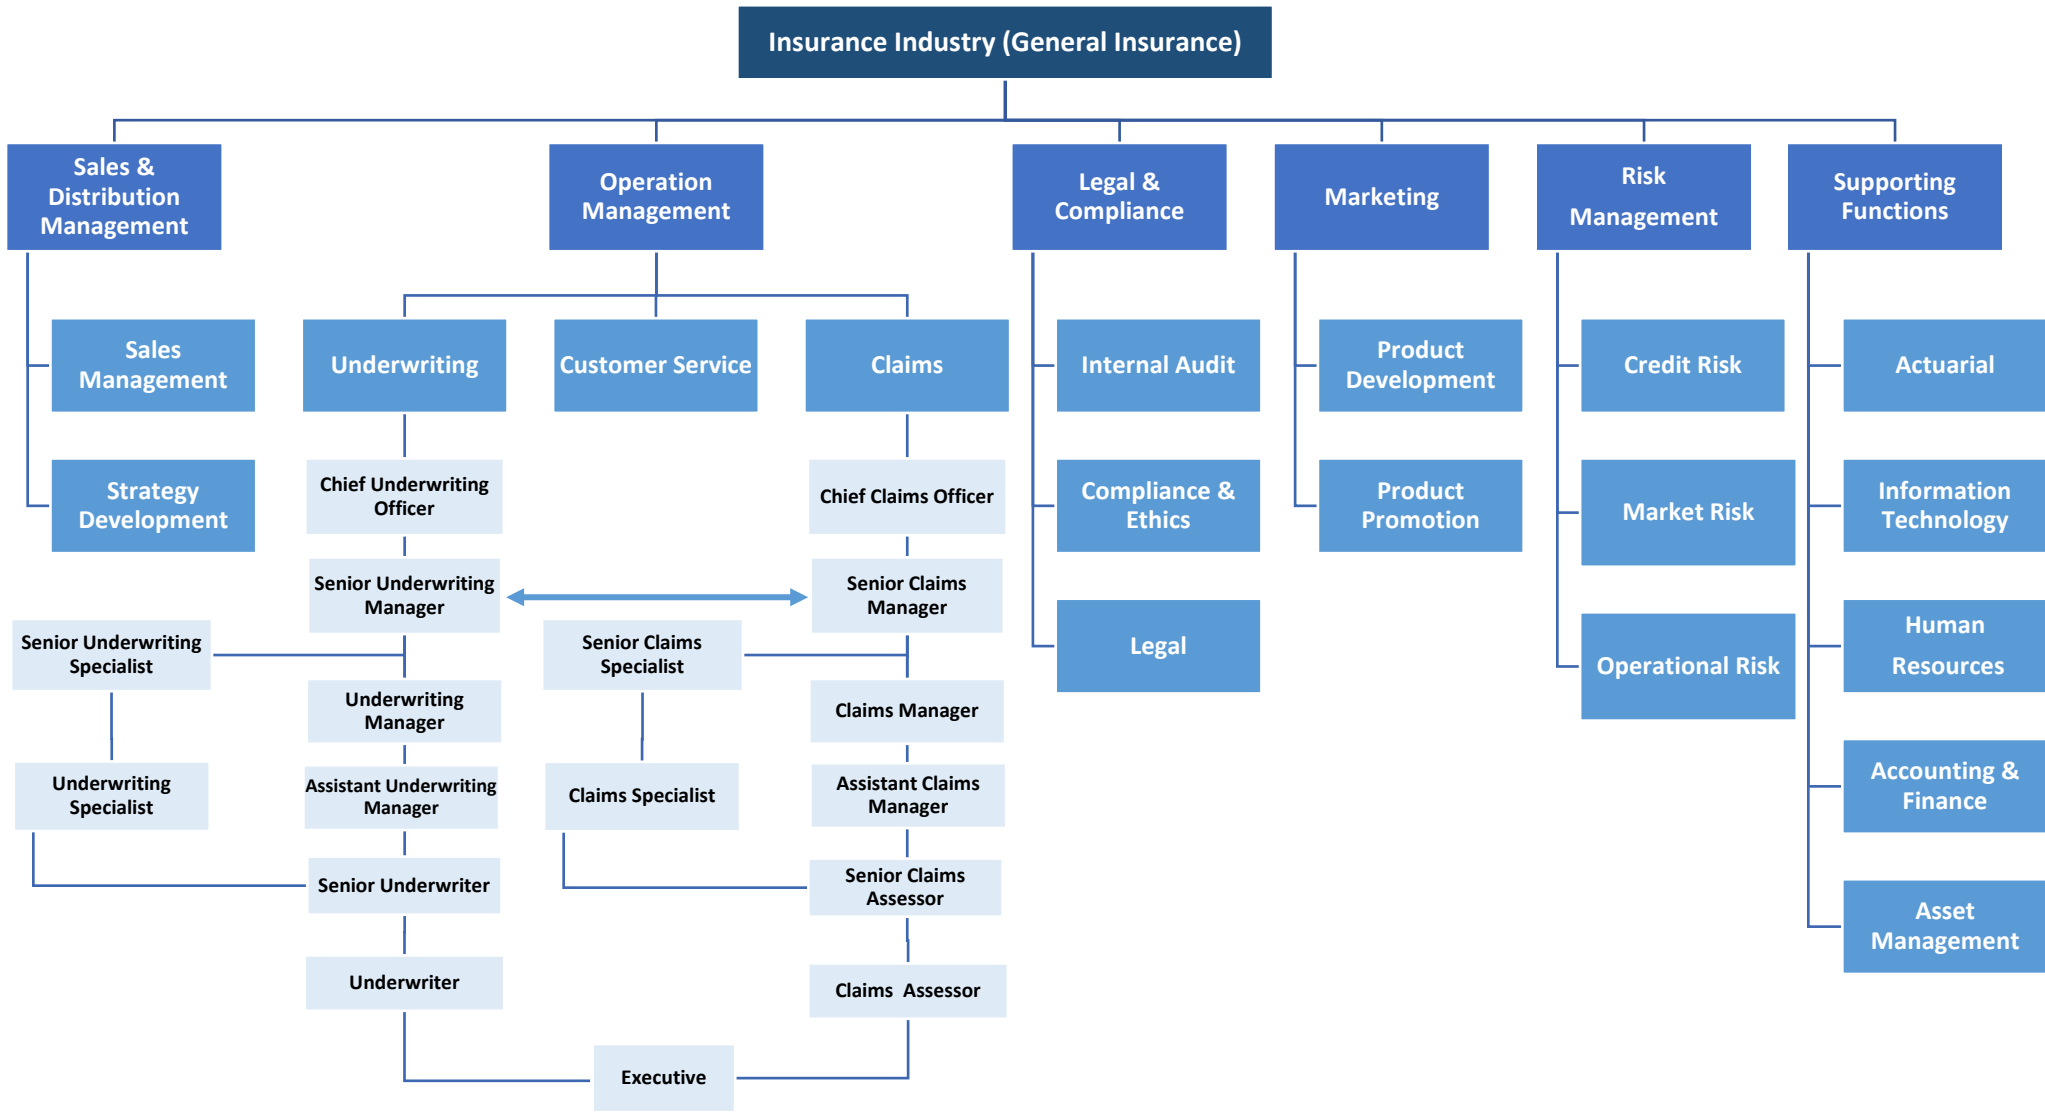 Insurance Industry (General Insurance)
Sales &
Distribution
Management
Operation
Management
Legal &
Compliance
Marketing
Risk
Management
Supporting
Functions
Sales
Management
Underwriting
Customer Service
Claims
Internal Audit
Product
Development
Credit Risk
Actuarial
Strategy
Development
Chief Underwriting
Officer
Chief Claims Officer
Compliance &
Ethics
Product
Promotion
Market Risk
Information
Technology
Senior Underwriting
Manager
Senior Claims
Manager
Senior Underwriting
Specialist
Senior Claims
Specialist
Legal
Operational Risk
Human
Resources
Underwriting
Manager
Claims Manager
Underwriting
Specialist
Assistant Underwriting
Manager
Claims Specialist
Assistant Claims
Manager
Accounting &
Finance
Senior Underwriter
Senior Claims
Assessor
Asset
Management
Underwriter
Claims  Assessor
Executive